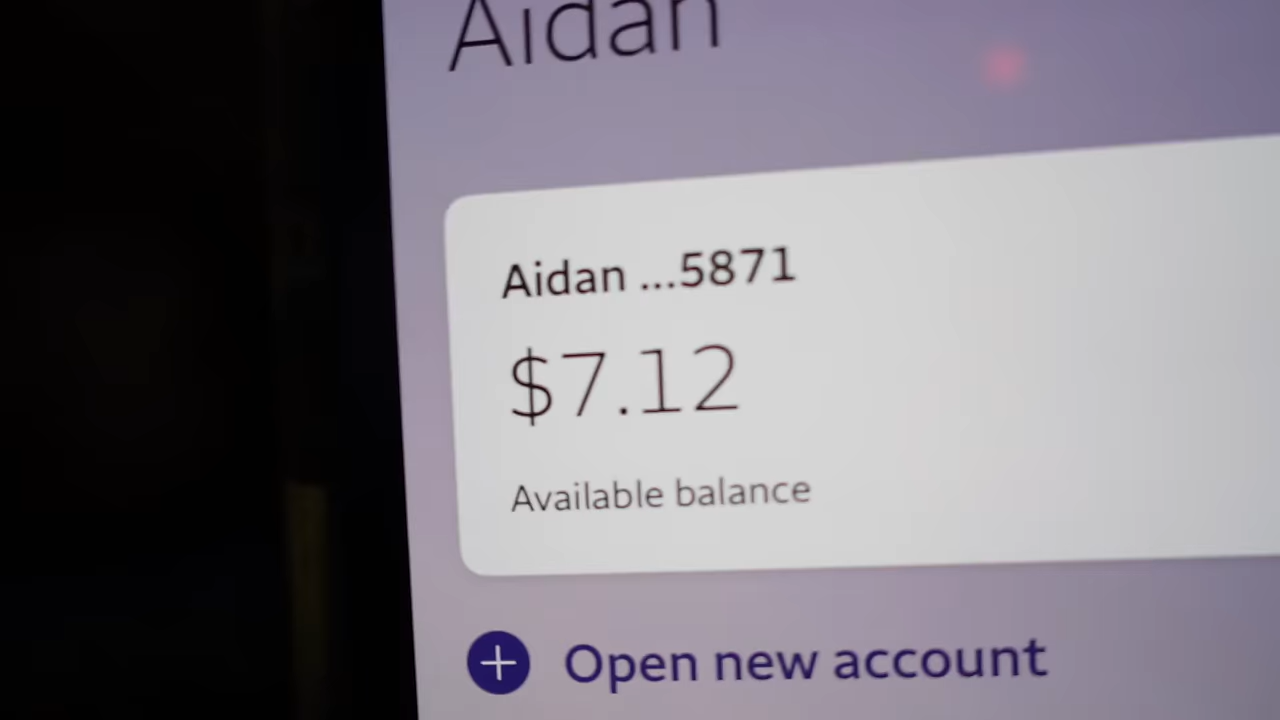 Aidan
Aidan ...5871
$7.12
Available balance
Open new account